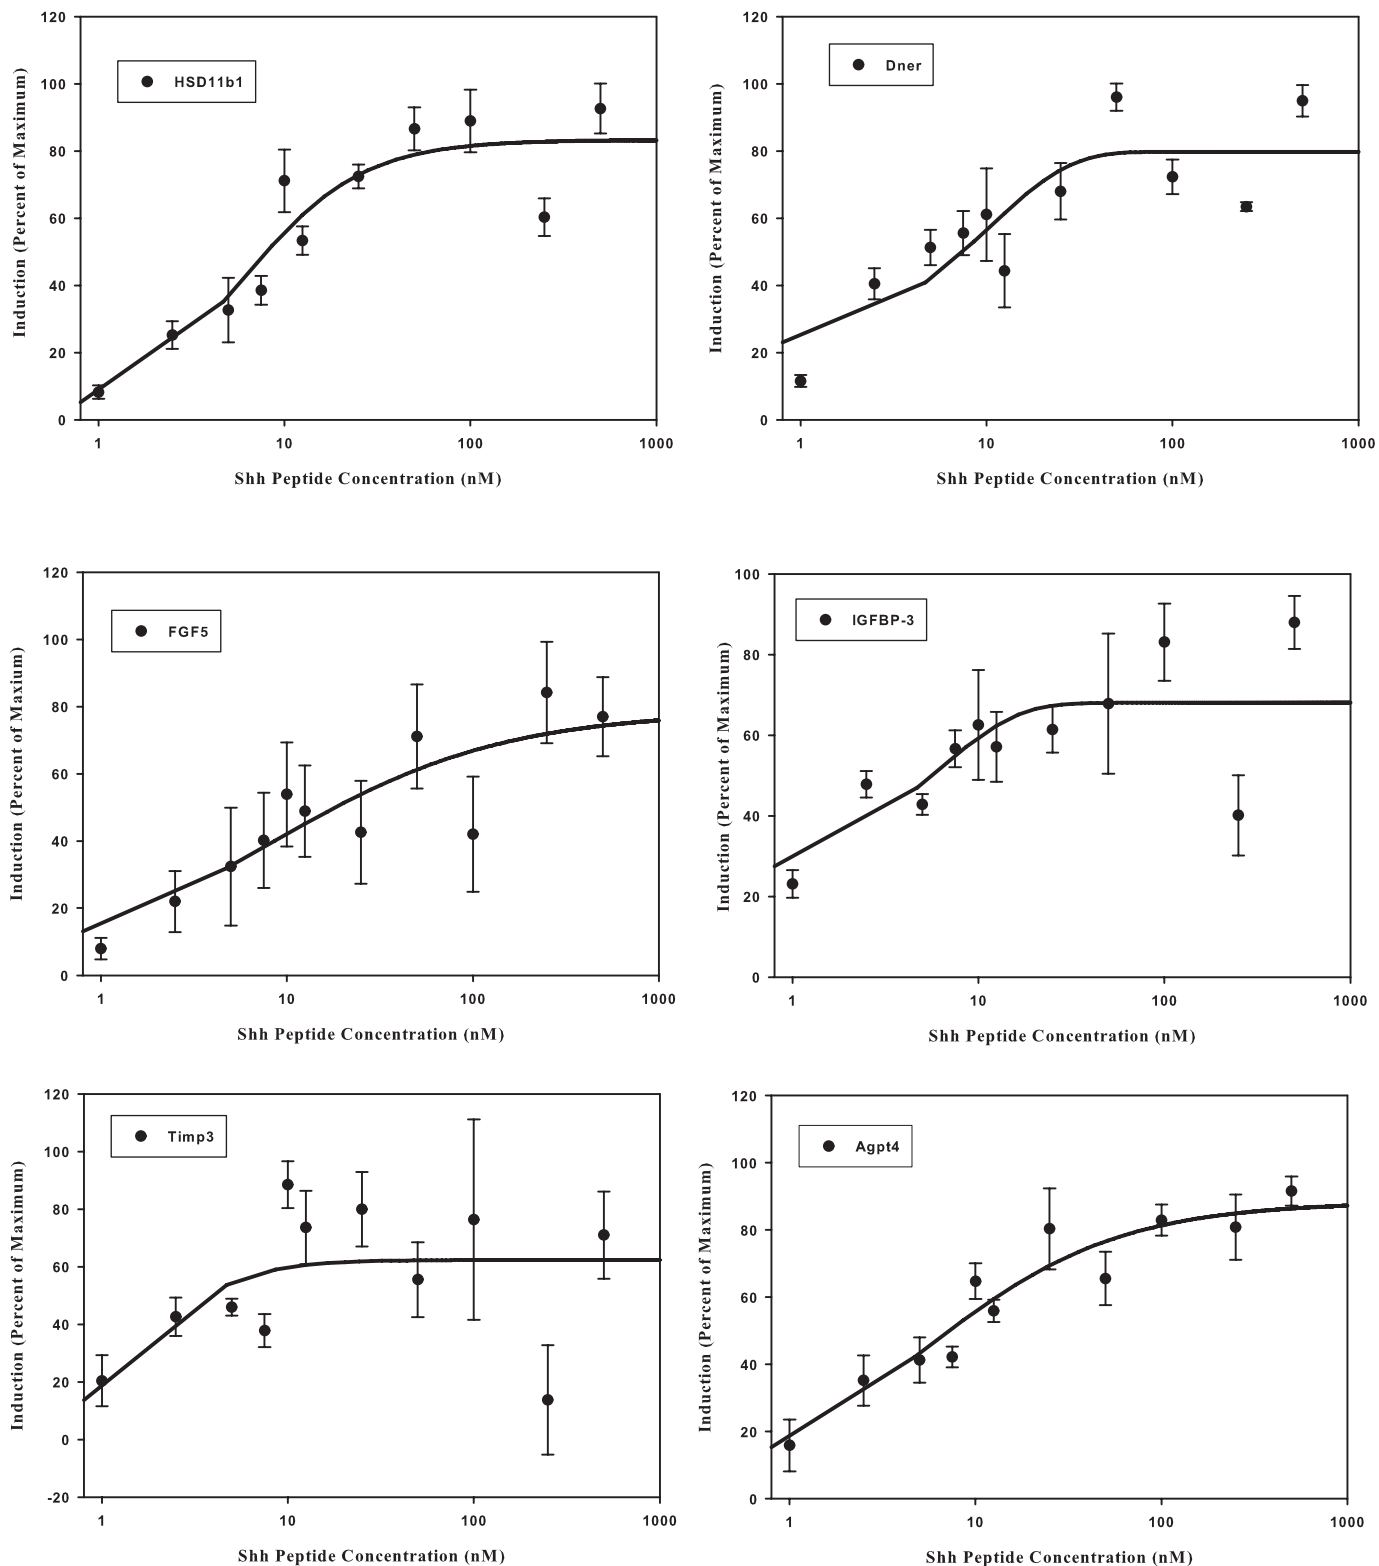 120
100
80
60
40
20
0
Induction (Percent of Maximum)
HSD11b1
1 10 100 1000
Shh Peptide Concentration (nM)
120
100
80
60
40
20
0
Induction (Percent of Maximum)
Dner
1 10 100 1000
Shh Peptide Concentration (nM)
120
100
80
60
40
20
0
Induction (Percent of Maxium)
FGF5
1 10 100 1000
Shh Peptide Concentration (nM)
100
80
60
40
20
0
Induction (Percent of Maximum)
IGFBP-3
1 10 100 1000
Shh Peptide Concentration (nM)
120
100
80
60
40
20
0
-20
Induction (Percent of Maximum)
Timp3
1 10 100 1000
Shh Peptide Concentration (nM)
120
100
80
60
40
20
0
Induction (Percent of Maximum)
Agpt4
1 10 100 1000
Shh Peptide Concentration (nM)